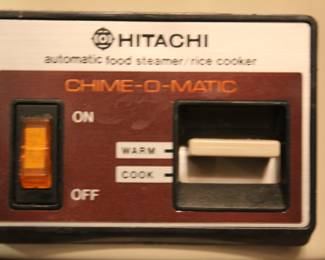 HITACHI
automatic food steamer/rice cooker
CHIME-O-MATIC
ON
WARM
COOK
OFF